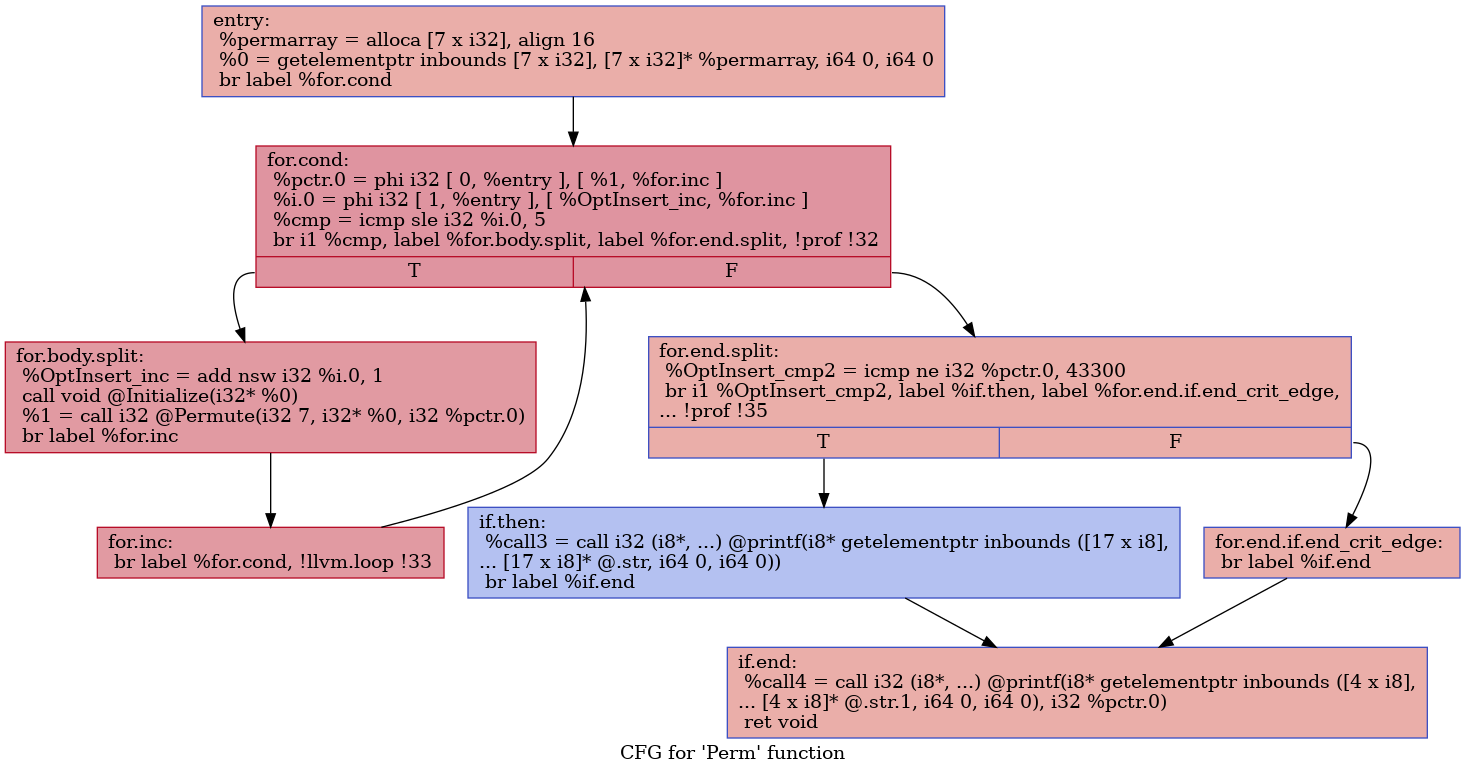 entry:
%permarray = alloca [7 x i32], align 16
%0 = getelementptr inbounds [7 x i32], [7 x i32]* %permarray, i64 0, i64 0
br label %for.cond
for.cond:
%pctr.0 = phi i32 [ 0, %entry ], [ %1, %for.inc ]
%i.0 = phi i32 [ 1, %entry ], [ %OptInsert_inc, %for.inc ]
%cmp = icmp sle i32 %i.0, 5
br i1 %cmp, label %for.body.split, label %for.end.split, !prof !32
T
F
for.body.split:
%OptInsert_inc = add nsw i32 %i.0, 1
call void @Initialize(i32* %0)
%1 = call i32 @Permute(i32 7, i32* %0, i32 %pctr.0)
br label %for.inc
for.end.split:
%OptInsert_cmp2 = icmp ne i32 %pctr.0, 43300
br i1 %OptInsert_cmp2, label %if.then, label %for.end.if.end_crit_edge,
... !prof !35
T
F
for.inc:
br label %for.cond, !llvm.loop !33
if.then:
%call3 = call i32 (i8*, ...) @printf(i8* getelementptr inbounds ([17 x i8],
... [17 x i8]* @.str, i64 0, i64 0))
br label %if.end
for.end.if.end_crit_edge:
br label %if.end
if.end:
%call4 = call i32 (i8*, ...) @printf(i8* getelementptr inbounds ([4 x i8],
... [4 x i8]* @.str.1, i64 0, i64 0), i32 %pctr.0)
ret void
CFG for 'Perm' function